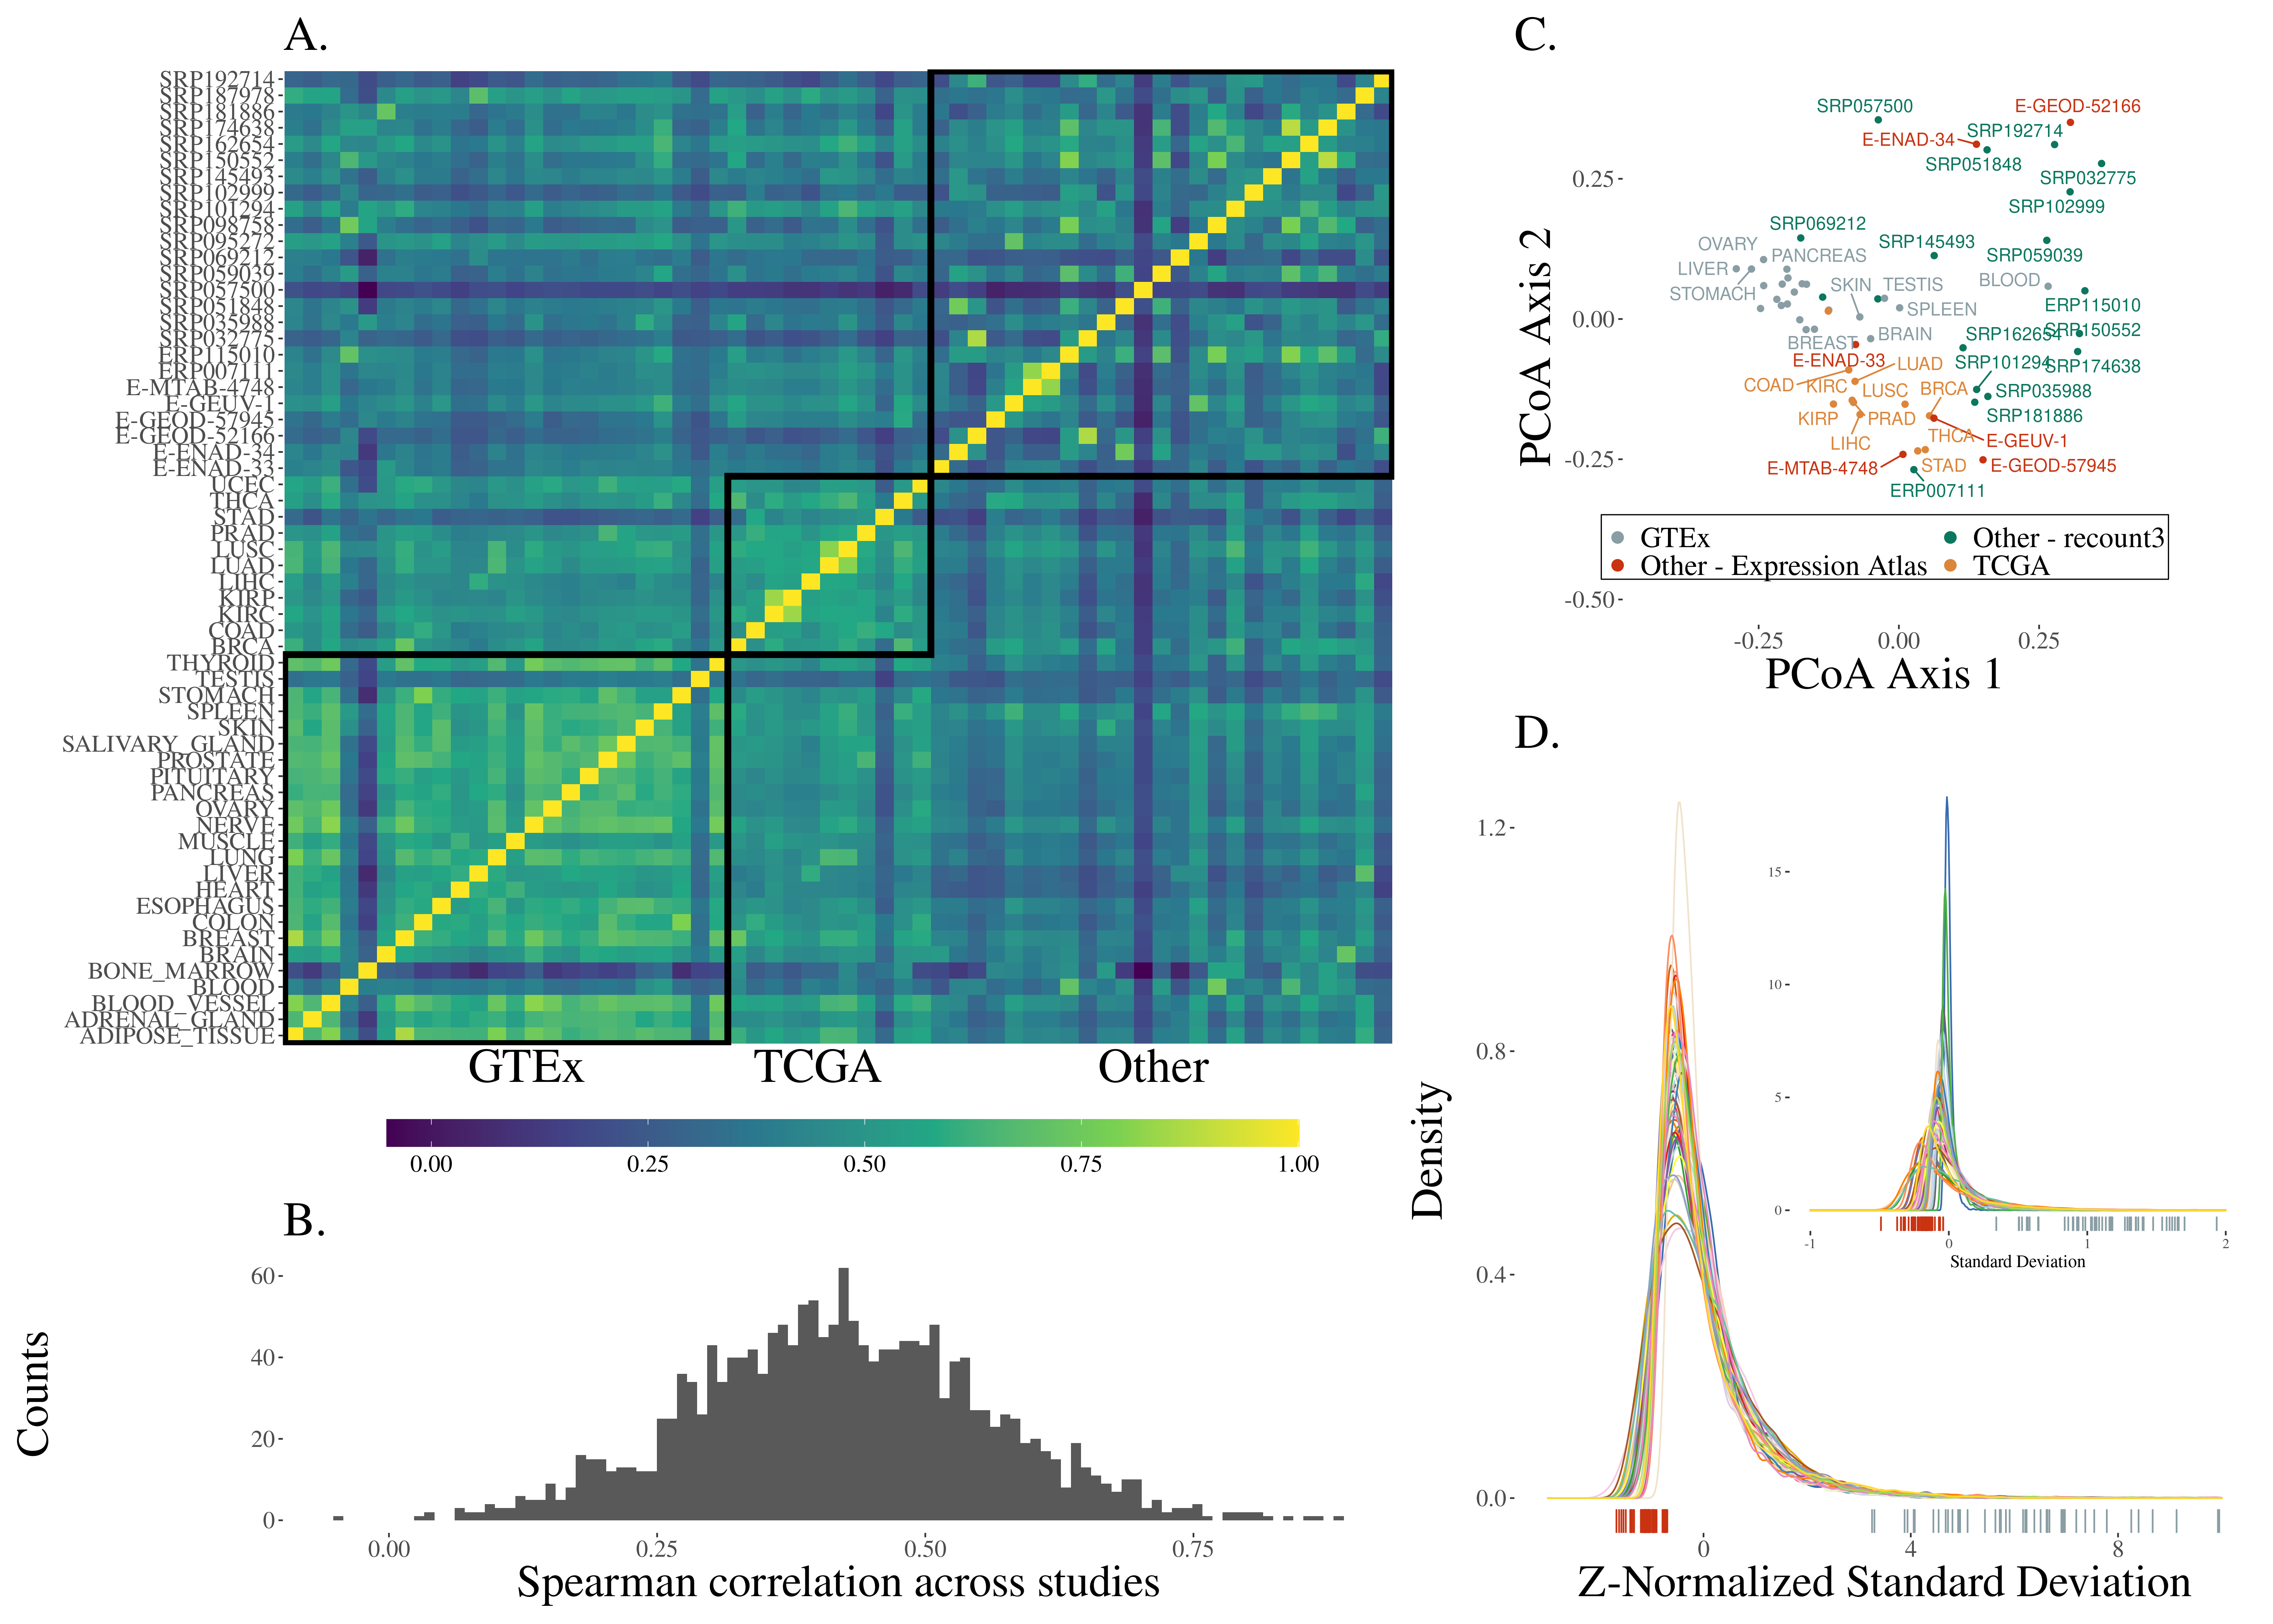 A.
SRP192714
SRP187978
SRP181886
SRP174638
SRP162654
SRP150552
SRP145493
SRP102999
SRP101294
SRP098758
SRP095272
SRP069212
SRP059039
SRP057500
SRP051848
SRP035988
SRP032775
ERP115010
ERP007111
E-MTAB-4748
E-GEUV-1
E-GEOD-57945
E-GEOD-52166
E-ENAD-34
E-ENAD-33
UCEC
THCA
STAD
PRAD
LUSC
LUAD
LIHC
KIRP
KIRC
COAD
BRCA
THYROID
TESTIS
STOMACH
SPLEEN
SKIN
SALIVARY_GLAND
PROSTATE
PITUITARY
PANCREAS
OVARY
NERVE
MUSCLE
LUNG
LIVER
HEART
ESOPHAGUS
COLON
BREAST
BRAIN
BONE_MARROW
BLOOD
BLOOD_VESSEL
ADRENAL_GLAND
ADIPOSE_TISSUE
GTEx TCGA Other
0.00 0.25 0.50 0.75 1.00
B.
Counts
60
40
20
0
0.00 0.25 0.50 0.75
Spearman correlation across studies
C.
PCoA Axis 2
0.25
0.00
-0.25
-0.50
SRP057500 E-GEOD-52166
SRP192714
E-ENAD-34
SRP051848
SRP032775
SRP102999
SRP069212
SRP145493
OVARY
PANCREAS SRP059039
LIVER
BLOOD
STOMACH SKIN TESTIS
ERP115010
SPLEEN
SRP150552
BREAST BRAIN SRP162654
E-ENAD-33 LUAD SRP101294 SRP174638
COAD KIRC LUSC BRCA SRP035988
KIRP PRAD SRP181886
LIHC THCA E-GEUV-1
E-MTAB-4748 STAD E-GEOD-57945
ERP007111
GTEx Other - recount3
Other - Expression Atlas TCGA
-0.25 0.00 0.25
PCoA Axis 1
D.
Density
1.2
0.8
0.4
0.0
15
10
5
0
-1 0 1 2
Standard Deviation
0 4 8
Z-Normalized Standard Deviation